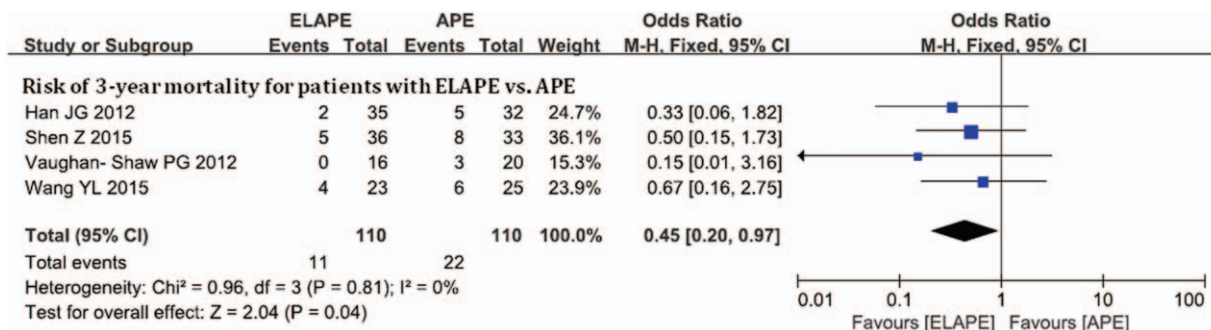 ELAPE APE Odds Ratio Odds Ratio
Study or Subgroup Events Total Events Total Weight M-H, Fixed, 95% CI M-H, Fixed, 95% CI
Risk of 3-year mortality for patients with ELAPE vs. APE
Han JG 2012 2 35 5 32 24.7% 0.33 [0.06, 1.82]
Shen Z 2015 5 36 8 33 36.1% 0.50 [0.15, 1.73]
Vaughan- Shaw PG 2012 0 16 3 20 15.3% 0.15 [0.01, 3.16]
Wang YL 2015 4 23 6 25 23.9% 0.67 [0.16, 2.75]
Total (95% CI) 110 110 100.0% 0.45 [0.20, 0.97]
Total events 11 22
Heterogeneity: Chi² = 0.96, df = 3 (P = 0.81); I² = 0%
Test for overall effect: Z = 2.04 (P = 0.04)
0.01 0.1 1 10 100
Favours [ELAPE] Favours [APE]